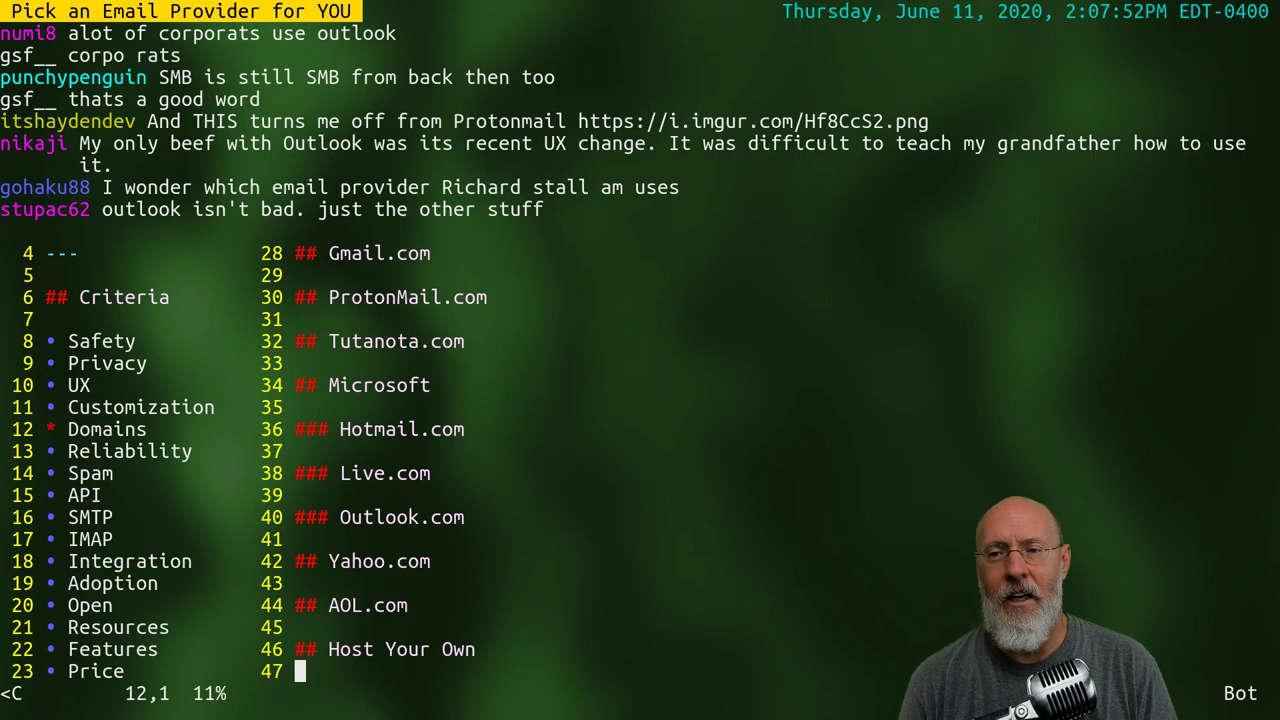 Pick an Email Provider for YOU
Thursday, June 11, 2020, 2:07:52PM EDT-0400
numi8 alot of corporats use outlook
gsf__ corpo rats
punchypenguin SMB is still SMB from back then too
gsf__ thats a good word
itshaydendev And THIS turns me off from Protonmail https://i.imgur.com/Hf8CcS2.png
nikaji My only beef with Outlook was its recent UX change. It was difficult to teach my grandfather how to use
it.
gohaku88 I wonder which email provider Richard stall am uses
stupac62 outlook isn't bad. just the other stuff
4 ---
5
6 ## Criteria
7
8 • Safety
9 • Privacy
10 • UX
11 • Customization
12 * Domains
13 • Reliability
14 • Spam
15 • API
16 • SMTP
17 • IMAP
18 • Integration
19 • Adoption
20 • Open
21 • Resources
22 • Features
23 • Price
28 ## Gmail.com
29
30 ## ProtonMail.com
31
32 ## Tutanota.com
33
34 ## Microsoft
35
36 ### Hotmail.com
37
38 ### Live.com
39
40 ### Outlook.com
41
42 ## Yahoo.com
43
44 ## AOL.com
45
46 ## Host Your Own
47
<C 12,1 11% Bot